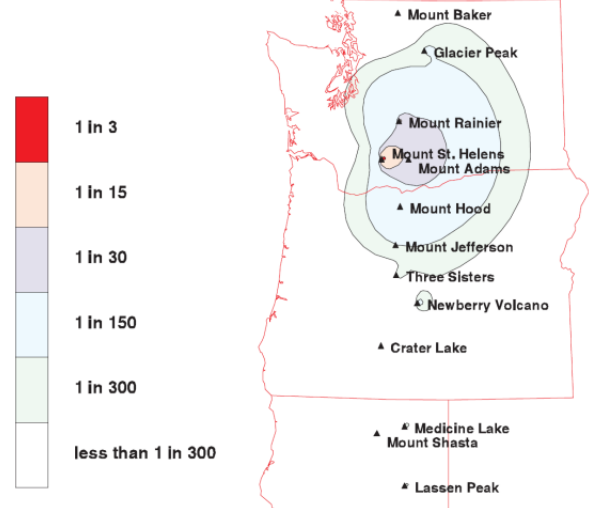 Mount Baker
Glacier Peak
Mount Rainier
Mount St. Helens
Mount Adams
Mount Hood
Mount Jefferson
Three Sisters
Newberry Volcano
Crater Lake
Medicine Lake
Mount Shasta
Lassen Peak
1 in 3
1 in 15
1 in 30
1 in 150
1 in 300
less than 1 in 300